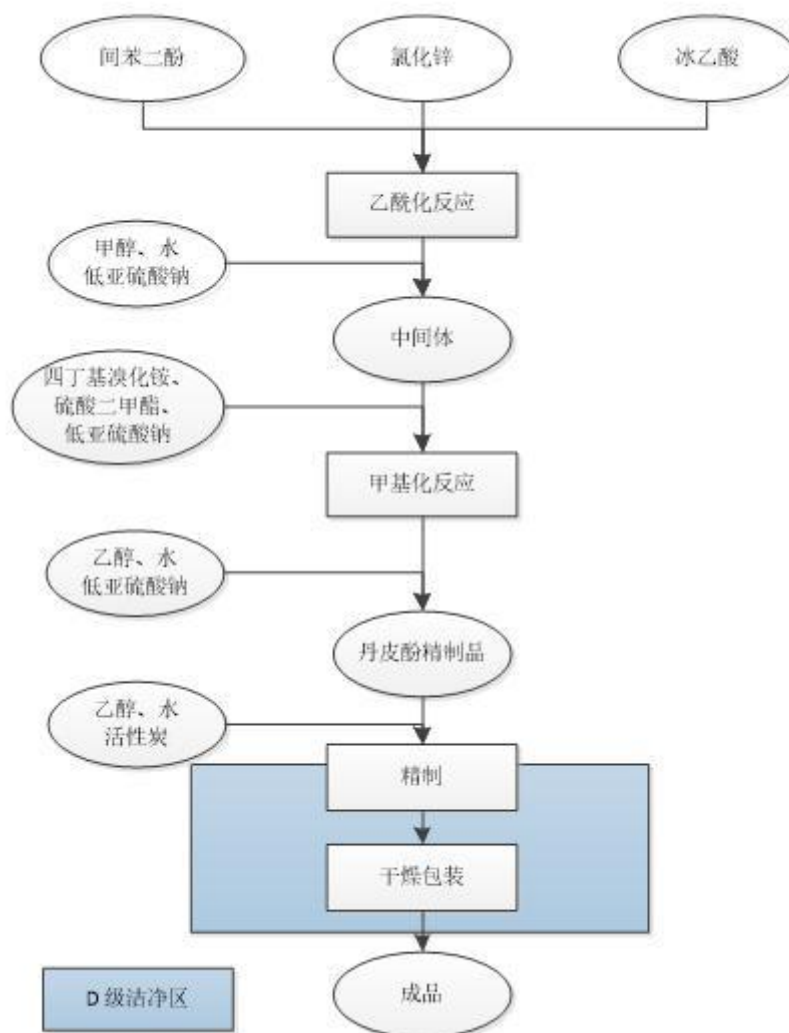 间苯二酚
氯化锌
冰乙酸
乙酰化反应
甲醇、水
低亚硫酸钠
中间体
四丁基溴化铵、
硫酸二甲酯、
低亚硫酸钠
甲基化反应
乙醇、水
低亚硫酸钠
丹皮酚精制品
乙醇、水
活性炭
精制
干燥包装
D 级洁净区
成品